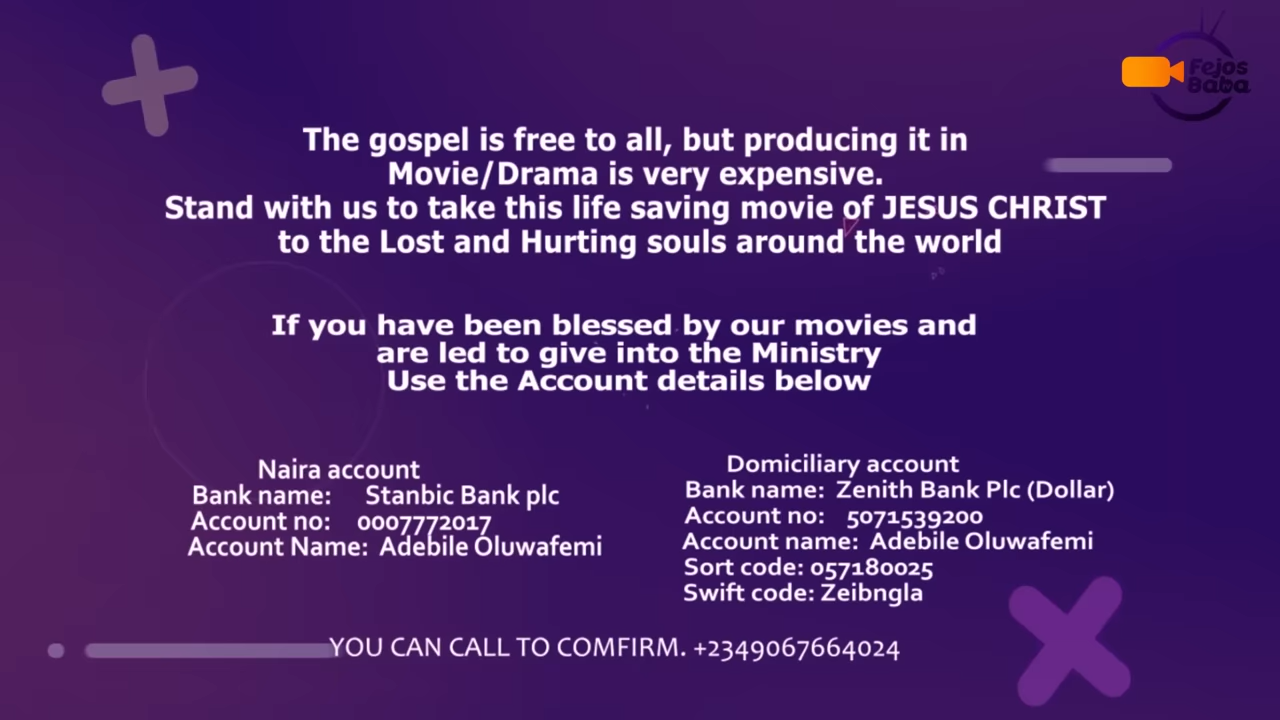 Fejos
Baba
The gospel is free to all, but producing it in
Movie/Drama is very expensive.
Stand with us to take this life saving movie of JESUS CHRIST
to the Lost and Hurting souls around the world
If you have been blessed by our movies and
are led to give into the Ministry
Use the Account details below
Naira account
Bank name: Stanbic Bank plc
Account no: 0007772017
Account Name: Adebile Oluwafemi
Domiciliary account
Bank name: Zenith Bank Plc (Dollar)
Account no: 5071539200
Account name: Adebile Oluwafemi
Sort code: 057180025
Swift code: Zeibngla
YOU CAN CALL TO COMFIRM. +2349067664024